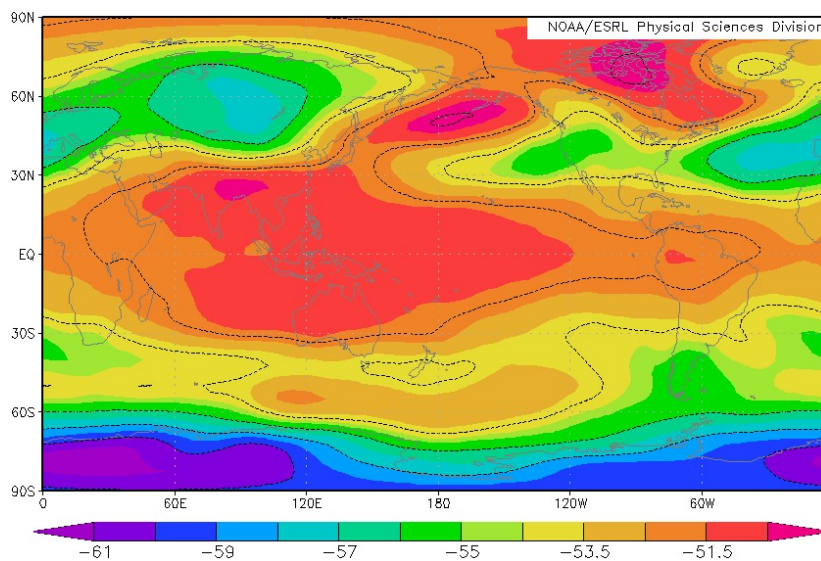 NOAA/ESRL Physical Sciences Division
90N
60N
30N
EQ
30S
60S
90S
0 60E 120E 180 120W 60W
-61 -59 -57 -55 -53.5 -51.5